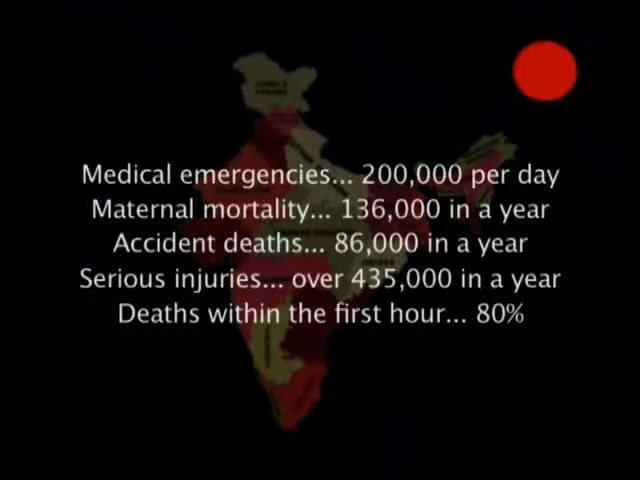 Medical emergencies... 200,000 per day
Maternal mortality... 136,000 in a year
Accident deaths... 86,000 in a year
Serious injuries... over 435,000 in a year
Deaths within the first hour... 80%